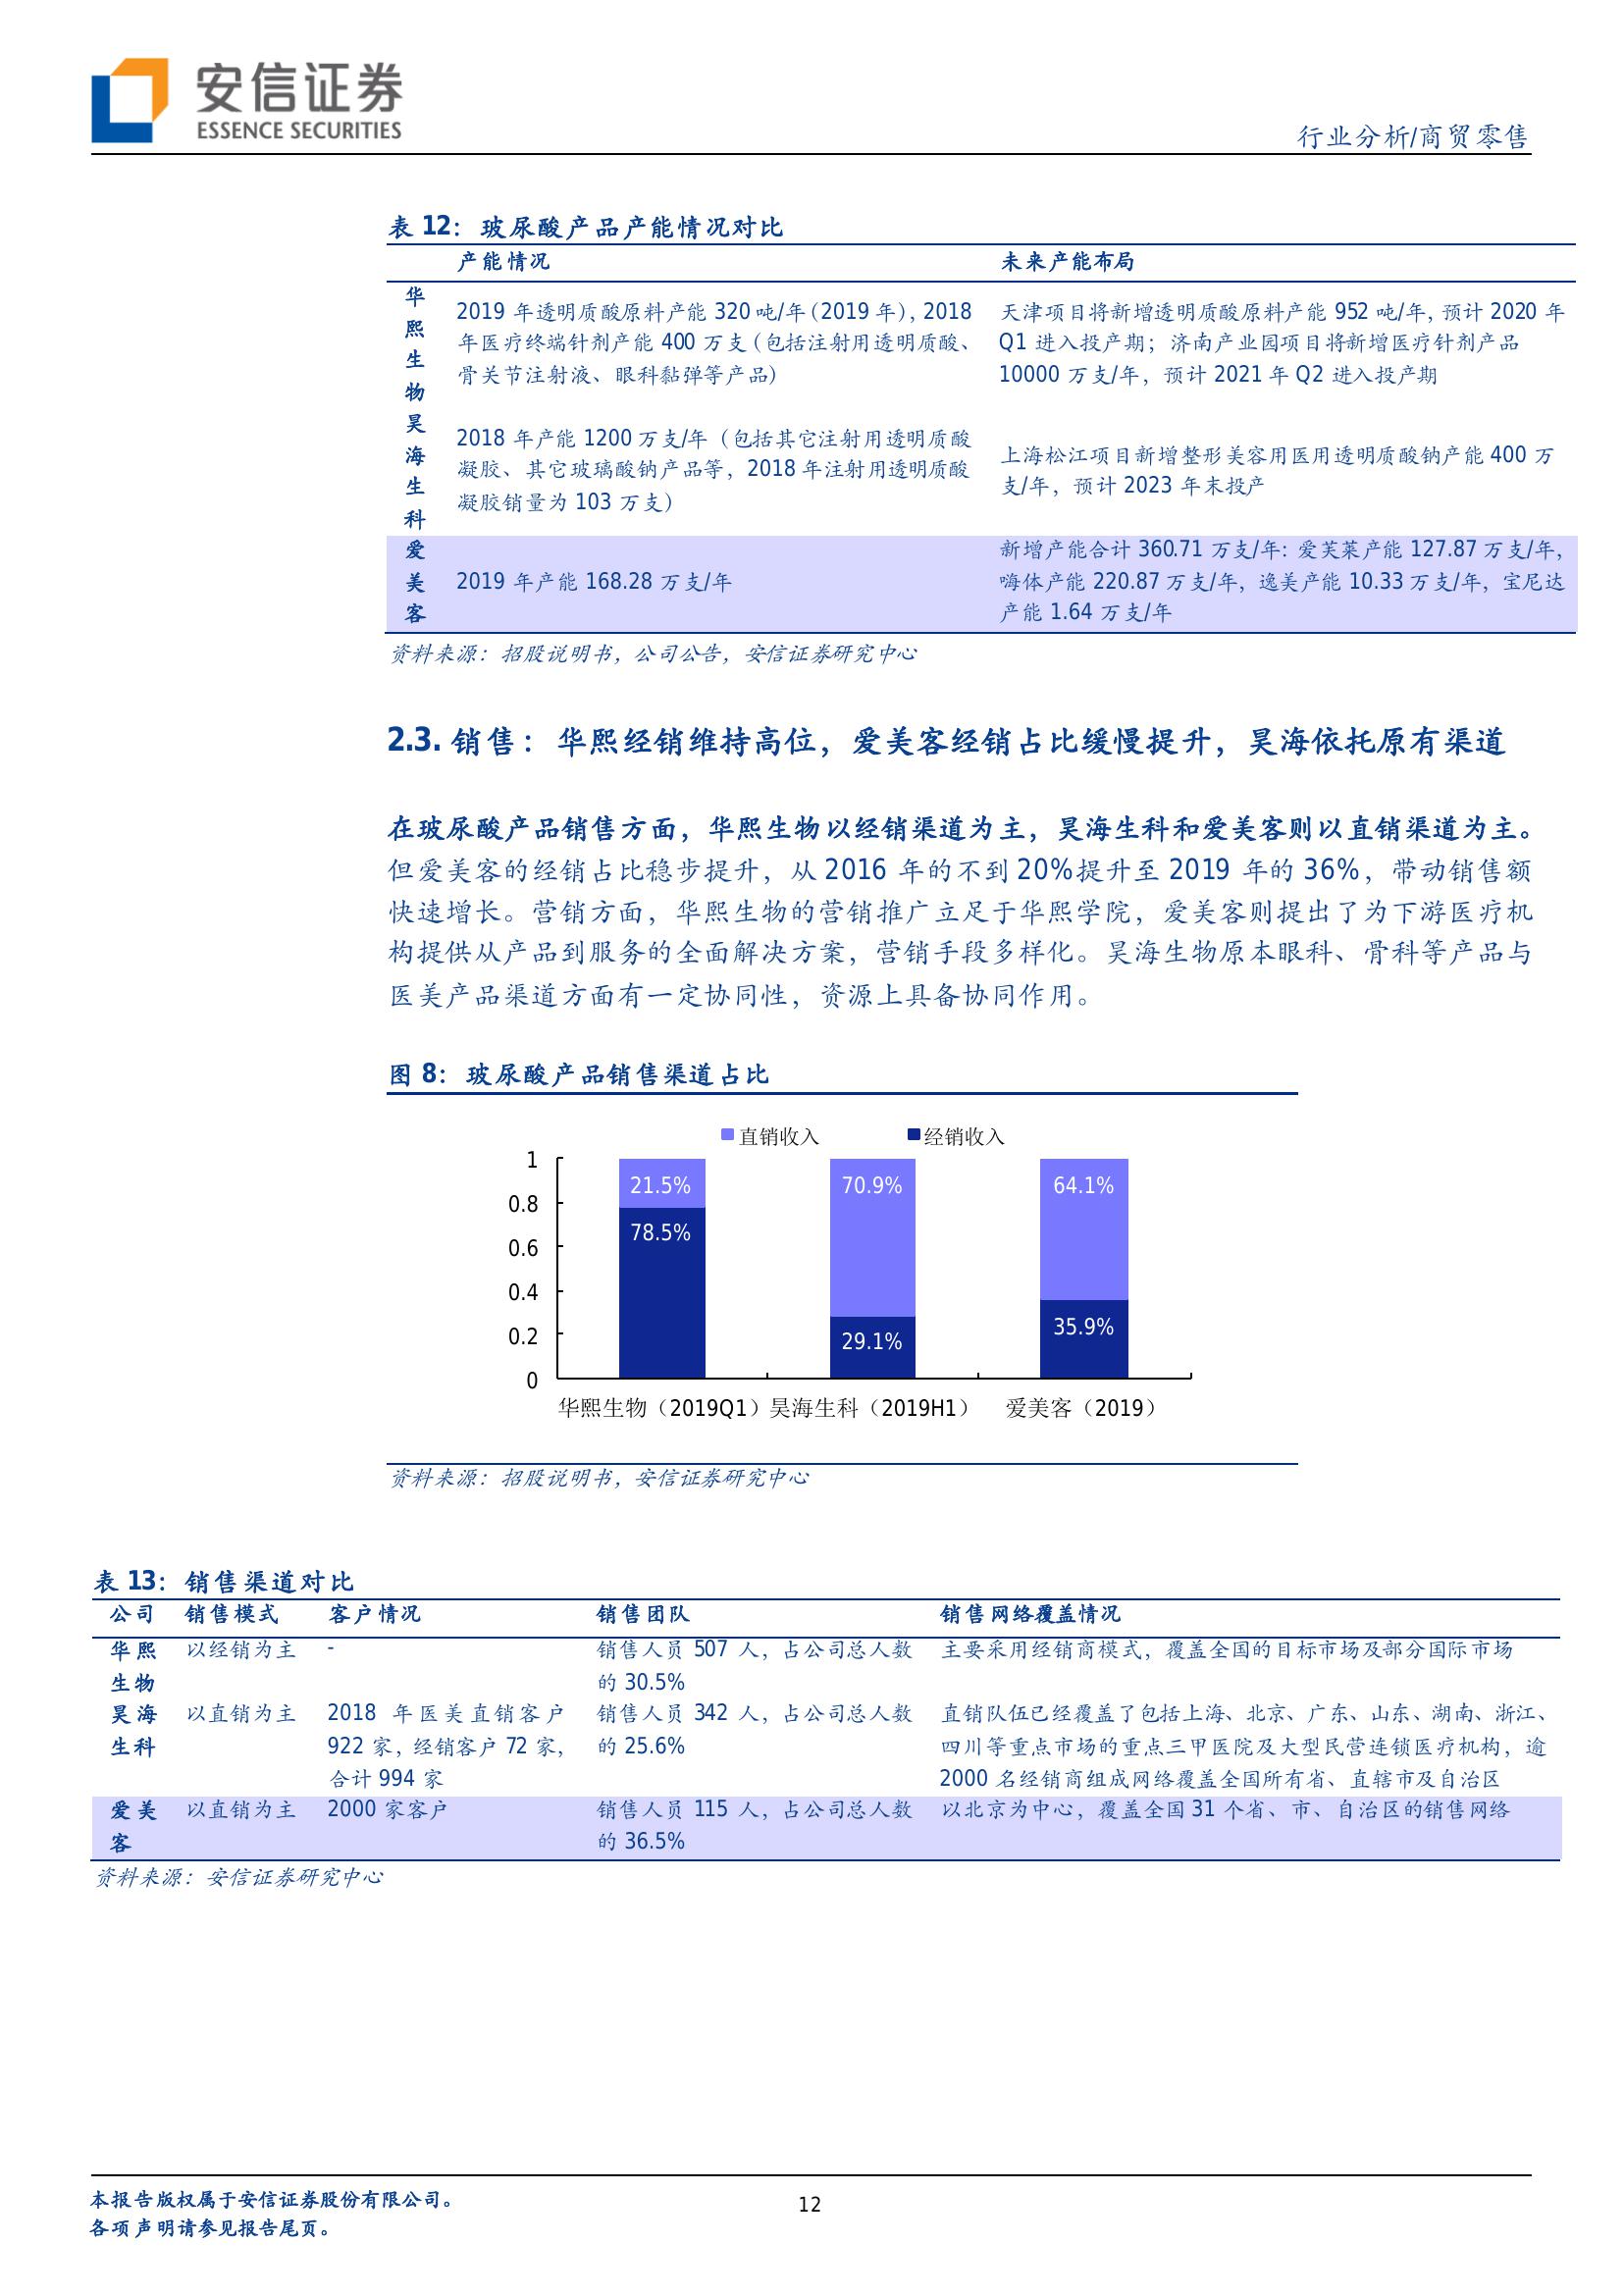 安信证券
ESSENCE SECURITIES
行业分析/商贸零售
表 12：玻尿酸产品产能情况对比
产能情况 未来产能布局
华熙生物
2019 年透明质酸原料产能 320 吨/年（2019 年），2018
年医疗终端针剂产能 400 万支（包括注射用透明质酸、
骨关节注射液、眼科黏弹等产品）
天津项目将新增透明质酸原料产能 952 吨/年，预计 2020 年
Q1 进入投产期；济南产业园项目将新增医疗针剂产品
10000 万支/年，预计 2021 年 Q2 进入投产期
昊海生科
2018 年产能 1200 万支/年（包括其它注射用透明质酸
凝胶、其它玻璃酸钠产品等，2018 年注射用透明质酸
凝胶销量为 103 万支）
上海松江项目新增整形美容用医用透明质酸钠产能 400 万
支/年，预计 2023 年末投产
爱美客
2019 年产能 168.28 万支/年
新增产能合计 360.71 万支/年：爱芙莱产能 127.87 万支/年，
嗨体产能 220.87 万支/年，逸美产能 10.33 万支/年，宝尼达
产能 1.64 万支/年
资料来源：招股说明书，公司公告，安信证券研究中心
2.3. 销售：华熙经销维持高位，爱美客经销占比缓慢提升，昊海依托原有渠道
在玻尿酸产品销售方面，华熙生物以经销渠道为主，昊海生科和爱美客则以直销渠道为主。
但爱美客的经销占比稳步提升，从 2016 年的不到 20%提升至 2019 年的 36%，带动销售额
快速增长。营销方面，华熙生物的营销推广立足于华熙学院，爱美客则提出了为下游医疗机
构提供从产品到服务的全面解决方案，营销手段多样化。昊海生物原本眼科、骨科等产品与
医美产品渠道方面有一定协同性，资源上具备协同作用。
图 8：玻尿酸产品销售渠道占比
直销收入 经销收入
1
0.8
0.6
0.4
0.2
0
21.5% 70.9% 64.1%
78.5% 29.1% 35.9%
华熙生物（2019Q1） 昊海生科（2019H1） 爱美客（2019）
资料来源：招股说明书，安信证券研究中心
表 13：销售渠道对比
公司 销售模式 客户情况 销售团队 销售网络覆盖情况
华熙
生物
以经销为主
-
销售人员 507 人，占公司总人数
的 30.5%
主要采用经销商模式，覆盖全国的目标市场及部分国际市场
昊海
生科
以直销为主
2018 年医美直销客户
922 家，经销客户 72 家，
合计 994 家
销售人员 342 人，占公司总人数
的 25.6%
直销队伍已经覆盖了包括上海、北京、广东、山东、湖南、浙江、
四川等重点市场的重点三甲医院及大型民营连锁医疗机构，逾
2000 名经销商组成网络覆盖全国所有省、直辖市及自治区
爱美
客
以直销为主
2000 家客户
销售人员 115 人，占公司总人数
的 36.5%
以北京为中心，覆盖全国 31 个省、市、自治区的销售网络
资料来源：安信证券研究中心
本报告版权属于安信证券股份有限公司。
各项声明请参见报告尾页。
12